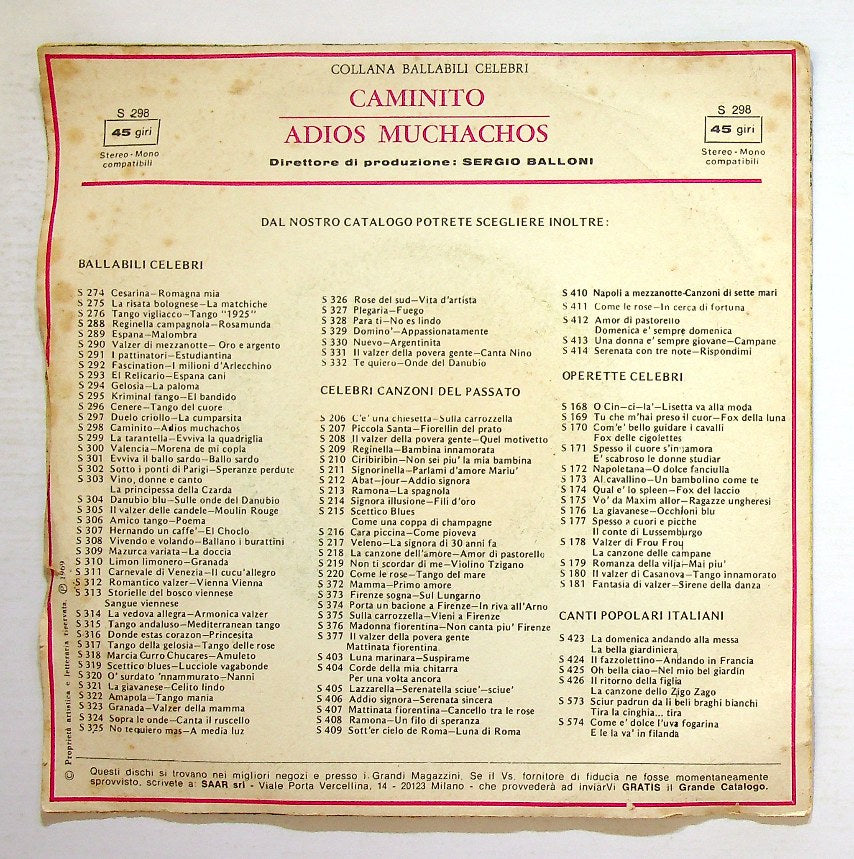 COLLANA BALLABILI CELEBRI
CAMINITO
ADIOS MUCHACHOS
Direttore di produzione: SERGIO BALLONI
S 298
45 giri
Stereo-Mono
compatibili
S 298
45 giri
Stereo-Mono
compatibili
DAL NOSTRO CATALOGO POTRETE SCEGLIERE INOLTRE:
BALLABILI CELEBRI
S 274 Cesarina—Romagna mia
S 275 La risata bolognese—La matchiche
S 276 Tango vigliacco—Tango "1925"
S 288 Reginella campagnola—Rosamunda
S 289 Espana—Malombra
S 290 Valzer di mezzanotte— Oro e argento
S 291 I pattinatori—Estudiantina
S 292 Fascination—I milioni d'Arlecchino
S 293 El Relicario—Espana cani
S 294 Gelosia—La paloma
S 295 Kriminal tango—El bandido
S 296 Cenere—Tango del cuore
S 297 Duelo criollo—La cumparsita
S 298 Caminito—Adios muchachos
S 299 La tarantella—Evviva la quadriglia
S 300 Valencia—Morena de mi copla
S 301 Evviva il ballo sardo—Ballo sardo
S 302 Sotto i ponti di Parigi—Speranze perdute
S 303 Vino, donne e canto
La principessa della Czarda
S 304 Danubio blu—Sulle onde del Danubio
S 305 Il valzer delle candele—Moulin Rouge
S 306 Amico tango—Poema
S 307 Hernando un caffe'—El Choclo
S 308 Vivendo e volando—Ballano i burattini
S 309 Mazurca variata—La doccia
S 310 Limon limonero—Granada
S 311 Carnevale di Venezia—Il cucu'allegro
S 312 Romantico valzer—Vienna Vienna
S 313 Storielle del bosco viennese
Sangue viennese
S 314 La vedova allegra—Armonica valzer
S 315 Tango andaluso—Mediterranean tango
S 316 Donde estas corazon—Princesita
S 317 Tango della gelosia—Tango delle rose
S 318 Marcia Curro Chucares—Amuleto
S 319 Scettico blues—Lucciole vagabonde
S 320 O' surdato 'nnammurato—Nanni
S 321 La giavanese—Celito lindo
S 322 Amapola—Tango mania
S 323 Granada—Valzer della mamma
S 324 Sopra le onde—Canta il ruscello
S 325 No tequiero mas—A media luz
S 326 Rose del sud—Vita d'artista
S 327 Plegaria—Fuego
S 328 Para ti—No es lindo
S 329 Domino'—Appassionatamente
S 330 Nuevo—Argentinita
S 331 Il valzer della povera gente—Canta Nino
S 332 Te quiero—Onde del Danubio
CELEBRI CANZONI DEL PASSATO
S 206 C'e' una chiesetta—Sulla carrozzella
S 207 Piccola Santa—Fiorellin del prato
S 208 Il valzer della povera gente—Quel motivetto
S 209 Reginella—Bambina innamorata
S 210 Ciribiribin—Non sei piu' la mia bambina
S 211 Signorinella—Parlami d'amore Mariu'
S 212 Abat-jour—Addio signora
S 213 Ramona—La spagnola
S 214 Signora illusione—Fili d'oro
S 215 Scettico Blues
Come una coppa di champagne
S 216 Cara piccina—Come pioveva
S 217 Veleno—La signora di 30 anni fa
S 218 La canzone dell'amore—Amor di pastorello
S 219 Non ti scordar di me—Violino Tzigano
S 220 Come le rose—Tango del mare
S 372 Mamma—Primo amore
S 373 Firenze sogna—Sul Lungarno
S 374 Porta un bacione a Firenze—In riva all'Arno
S 375 Sulla carrozzella—Vieni a Firenze
S 376 Madonna fiorentina—Non canta piu' Firenze
S 377 Il valzer della povera gente
Mattinata fiorentina
S 403 Luna marinara—Suspirame
S 404 Corde della mia chitarra
Per una volta ancora
S 405 Lazzarella—Serenatella sciue'—sciue'
S 406 Addio signora—Serenata sincera
S 407 Mattinata fiorentina—Cancello tra le rose
S 408 Ramona—Un filo di speranza
S 409 Sott'er cielo de Roma—Luna di Roma
S 410 Napoli a mezzanotte-Canzoni di sette mari
S 411 Come le rose—In cerca di fortuna
S 412 Amor di pastorello
Domenica e' sempre domenica
S 413 Una donna e' sempre giovane—Campane
S 414 Serenata con tre note—Rispondimi
OPERETTE CELEBRI
S 168 O Cin—ci—la'—Lisetta va alla moda
S 169 Tu che m'hai preso il cuor—Fox della luna
S 170 Com'e' bello guidare i cavalli
Fox delle cigolettes
S 171 Spesso il cuore s'innamora
E' scabroso le donne studiar
S 172 Napoletana—O dolce fanciulla
S 173 Al cavallino—Un bambolino come te
S 174 Qual e' lo spleen—Fox del laccio
S 175 Vo' da Maxim allor—Ragazze ungheresi
S 176 La giavanese—Occhioni blu
S 177 Spesso a cuori e picche
Il conte di Lussemburgo
S 178 Valzer di Frou Frou
La canzone delle campane
S 179 Romanza della vilja—Mai piu'
S 180 Il valzer di Casanova—Tango innamorato
S 181 Fantasia di valzer—Sirene della danza
CANTI POPOLARI ITALIANI
S 423 La domenica andando alla messa
La bella giardiniera
S 424 Il fazzolettino—Andando in Francia
S 425 Oh bella ciao—Nel mio bel giardin
S 426 Il ritorno della figlia
La canzone dello Zigo Zago
S 573 Sciur padrun da li beli braghi bianchi
Tira la cinghia... tira
S 574 Come e' dolce l'uva fogarina
E le la va' in filanda
© Proprietà artistica e letteraria riservata. ℗ 1969
Questi dischi si trovano nei migliori negozi e presso i Grandi Magazzini. Se il Vs. fornitore di fiducia ne fosse momentaneamente
sprovvisto, scrivete a: SAAR srl - Viale Porta Vercellina, 14 - 20123 Milano - che provvederà ad inviarVi GRATIS il Grande Catalogo.